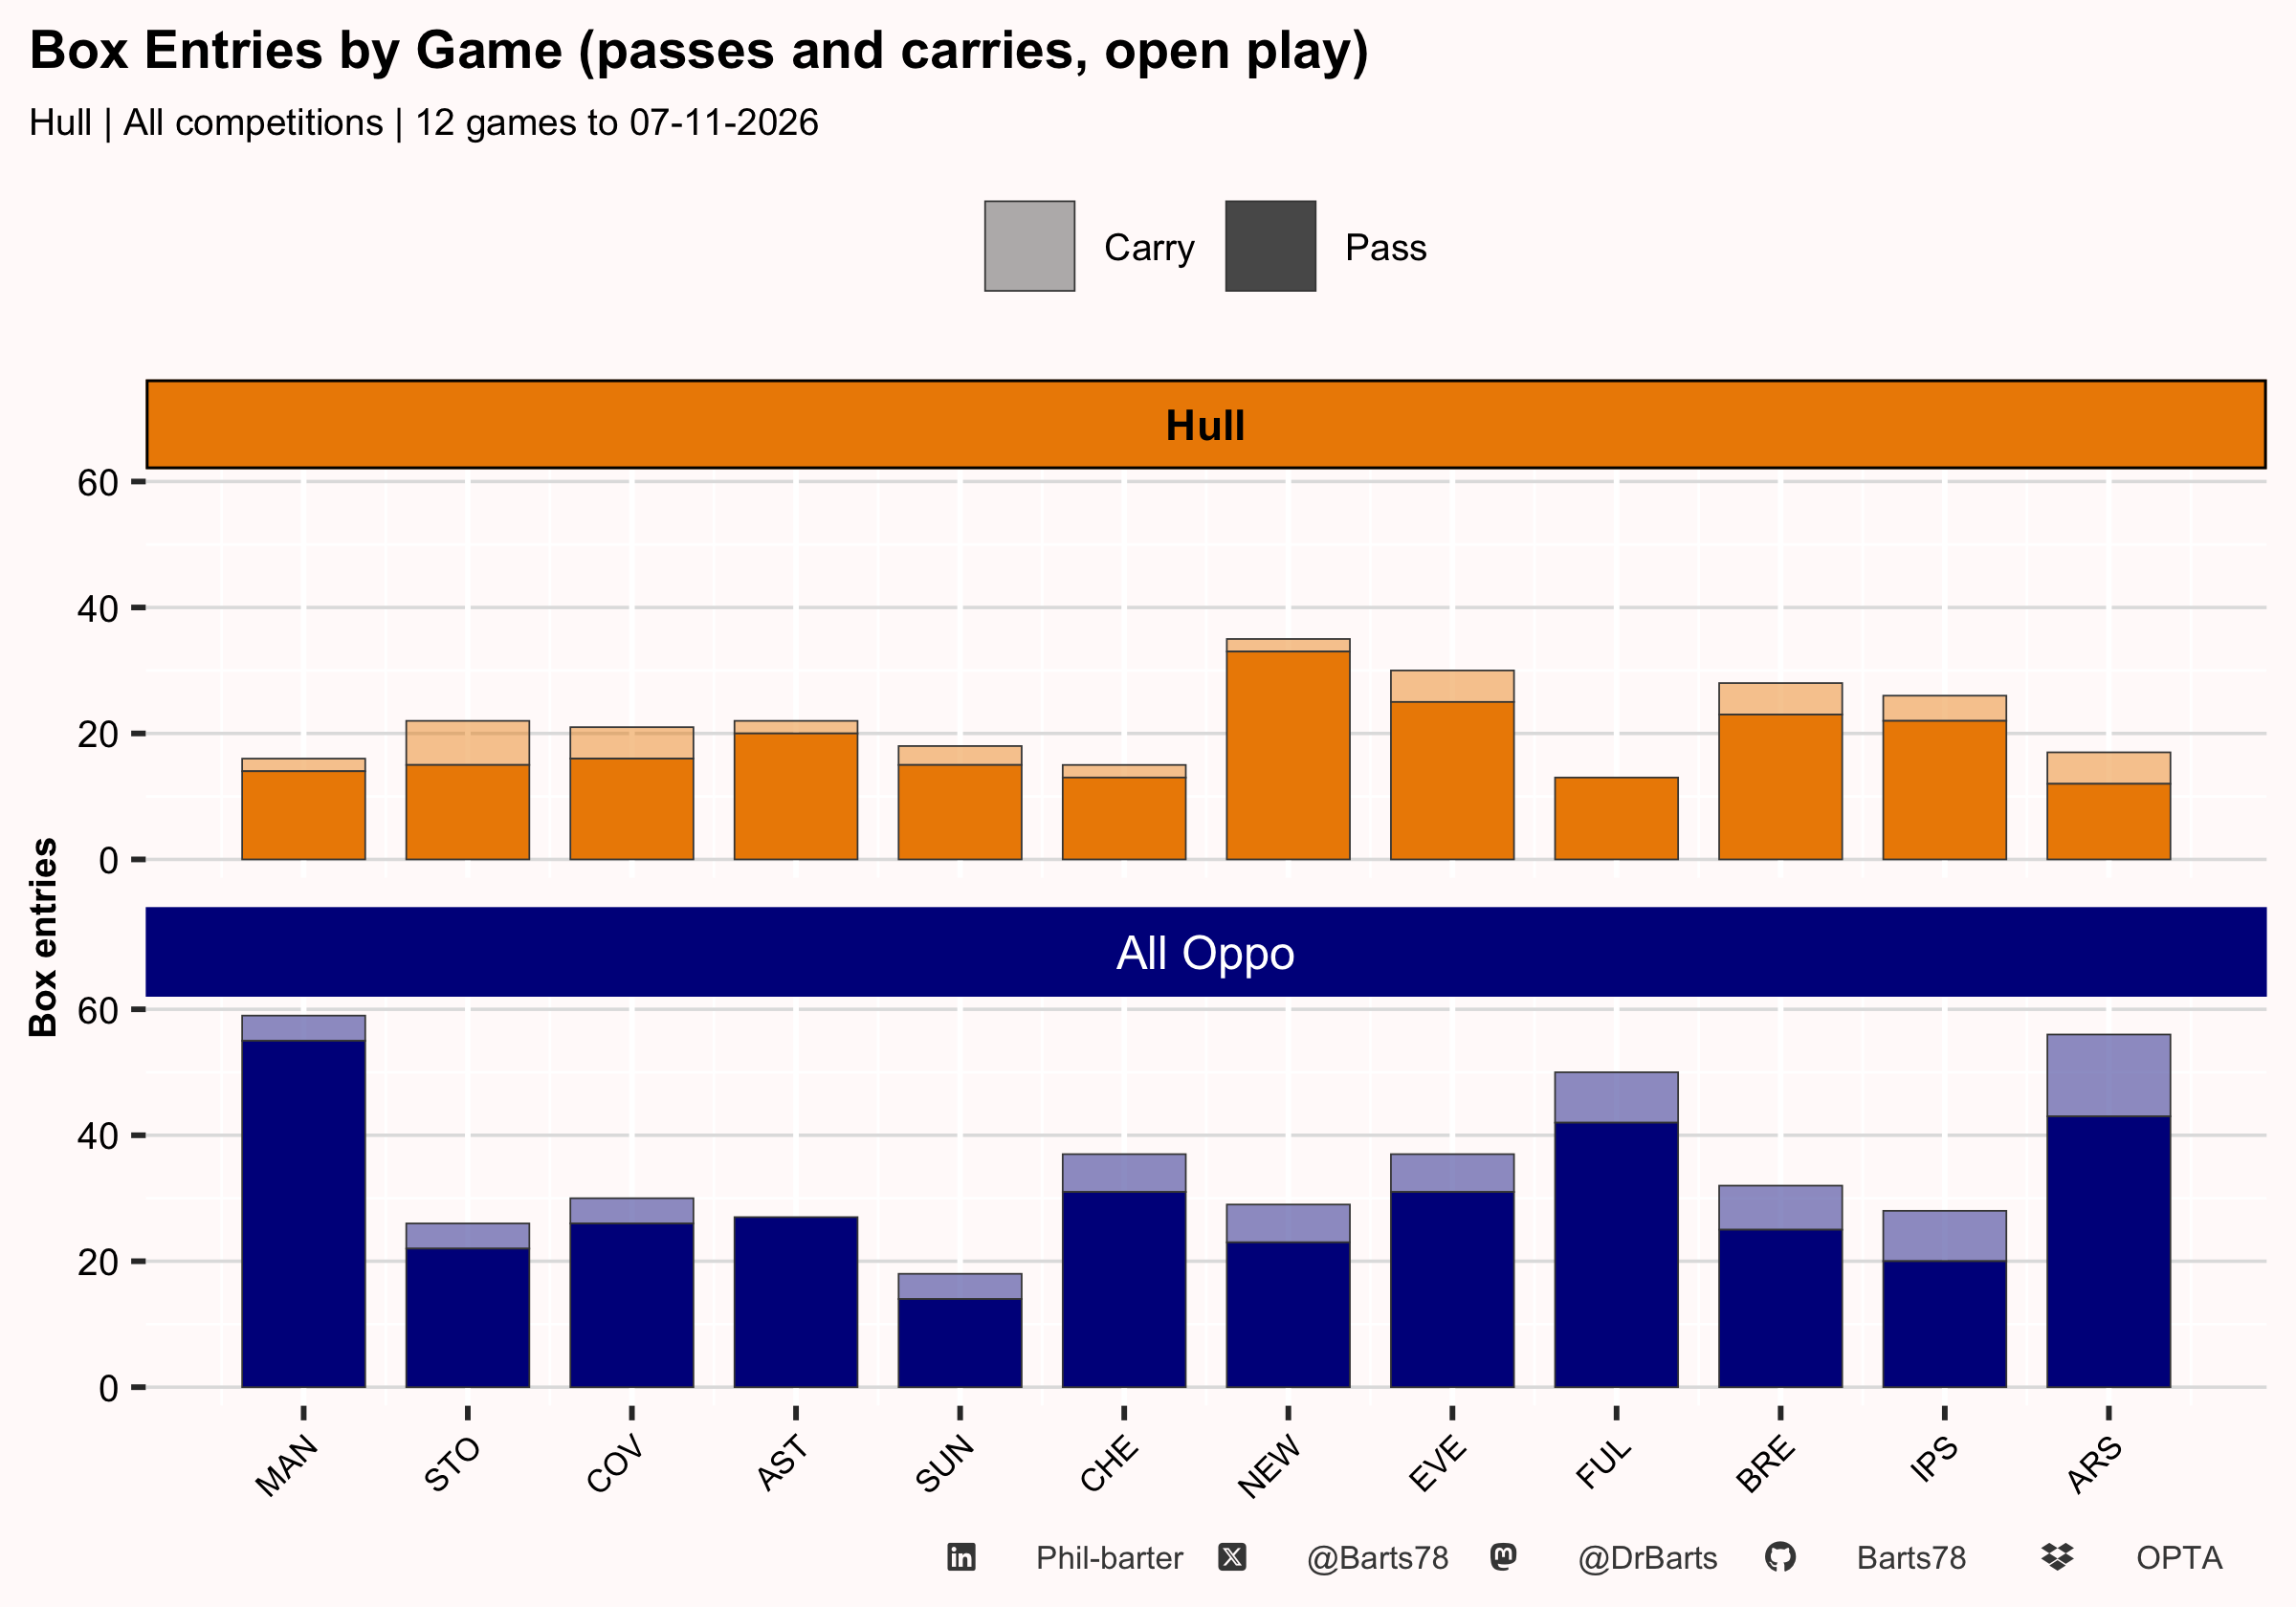 Box Entries by Game (passes and carries, open play)
Hull | All competitions | 12 games to 07-11-2026
Carry Pass
Hull
60
40
20
0
Box entries
All Oppo
60
40
20
0
MAN STO COV AST SUN CHE NEW EVE FUL BRE IPS ARS
Phil-barter @Barts78 @DrBarts Barts78 OPTA